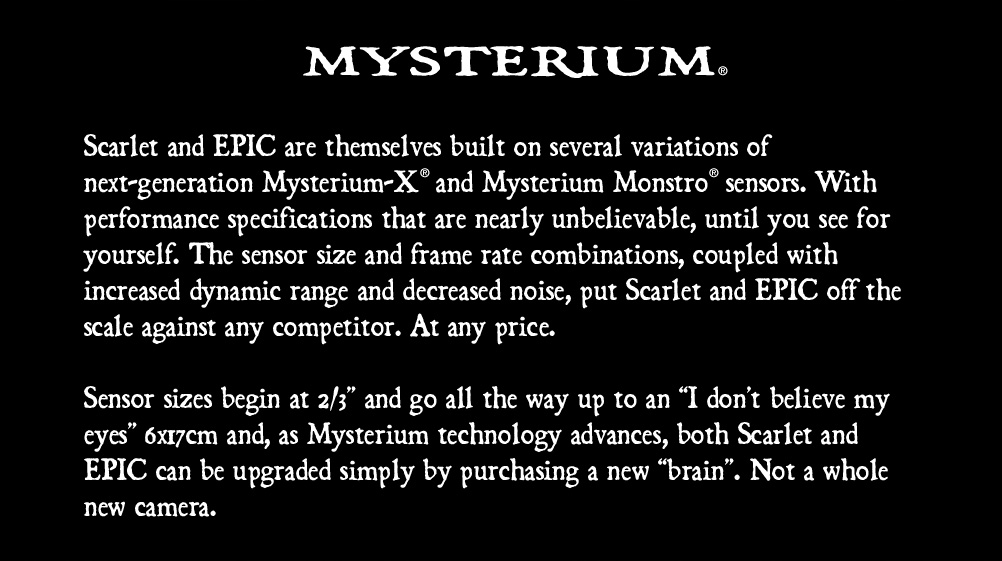 MYSTERIUM®
Scarlet and EPIC are themselves built on several variations of
next-generation Mysterium-X® and Mysterium Monstro® sensors. With
performance specifications that are nearly unbelievable, until you see for
yourself. The sensor size and frame rate combinations, coupled with
increased dynamic range and decreased noise, put Scarlet and EPIC off the
scale against any competitor. At any price.
Sensor sizes begin at 2/3” and go all the way up to an “I don’t believe my
eyes” 6x17cm and, as Mysterium technology advances, both Scarlet and
EPIC can be upgraded simply by purchasing a new “brain”. Not a whole
new camera.